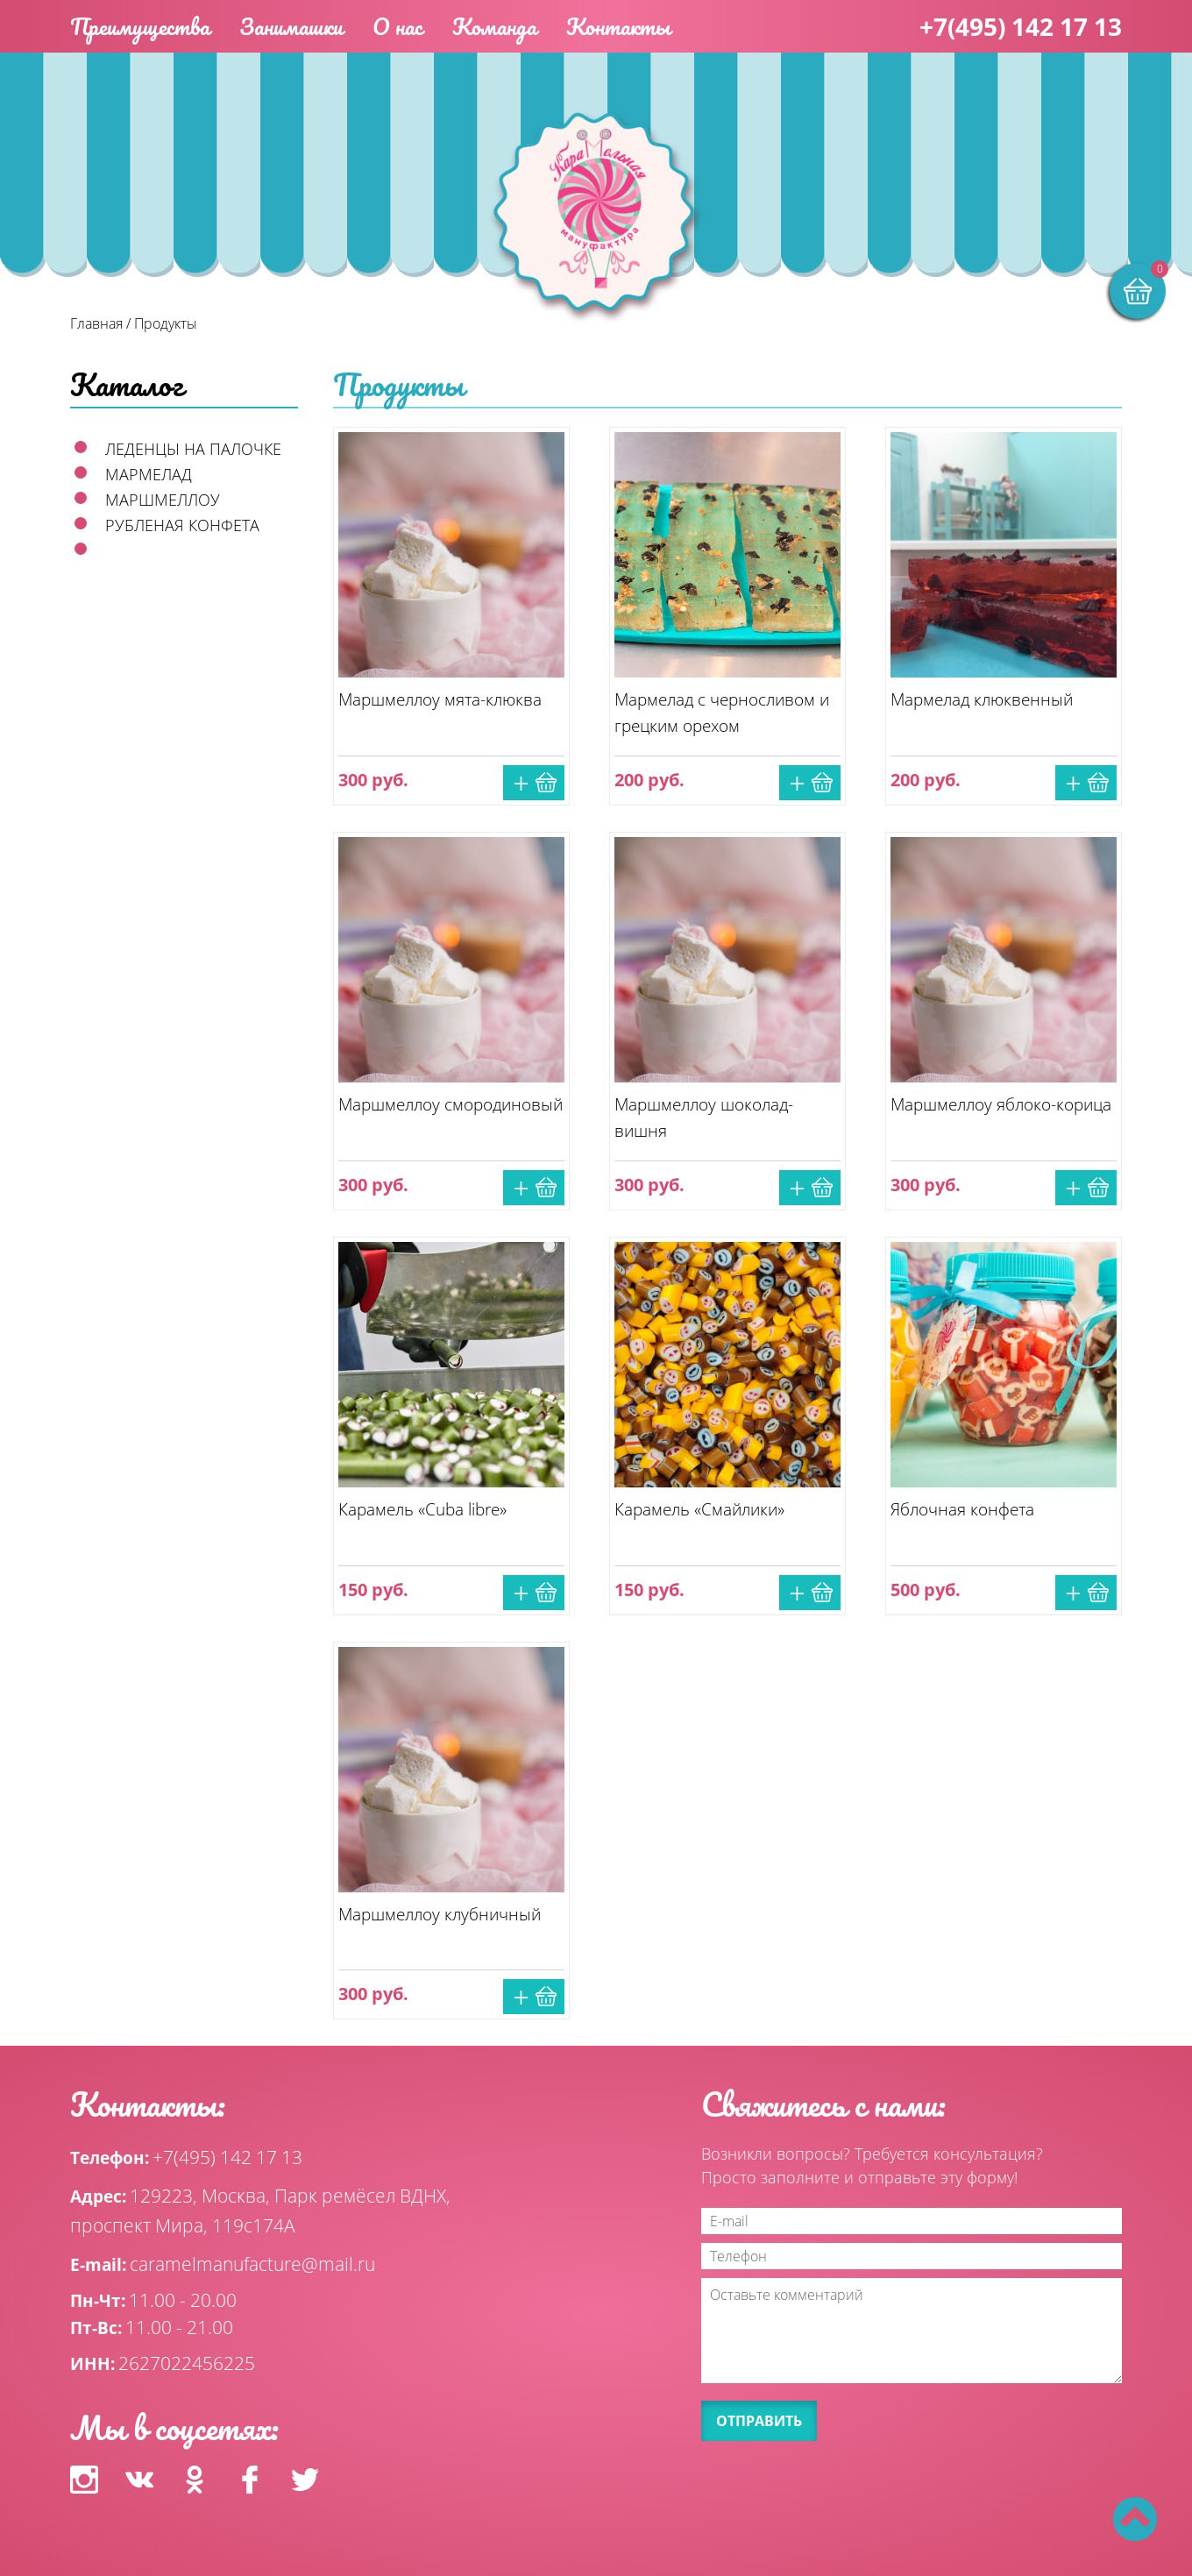 Преимущества Занимашки О нас Команда Контакты +7(495) 142 17 13
Карамельная
мануфактура
0
Главная / Продукты
Каталог
ЛЕДЕНЦЫ НА ПАЛОЧКЕ
МАРМЕЛАД
МАРШМЕЛЛОУ
РУБЛЕНАЯ КОНФЕТА
Продукты
Маршмеллоу мята-клюква
300 руб.
Мармелад с черносливом и
грецким орехом
200 руб.
Мармелад клюквенный
200 руб.
Маршмеллоу смородиновый
300 руб.
Маршмеллоу шоколад-
вишня
300 руб.
Маршмеллоу яблоко-корица
300 руб.
Карамель «Cuba libre»
150 руб.
Карамель «Смайлики»
150 руб.
Яблочная конфета
500 руб.
Маршмеллоу клубничный
300 руб.
Контакты:
Телефон: +7(495) 142 17 13
Адрес: 129223, Москва, Парк ремёсел ВДНХ,
проспект Мира, 119с174А
E-mail: caramelmanufacture@mail.ru
Пн-Чт: 11.00 - 20.00
Пт-Вс: 11.00 - 21.00
ИНН: 2627022456225
Мы в соусетях:
Свяжитесь с нами:
Возникли вопросы? Требуется консультация?
Просто заполните и отправьте эту форму!
E-mail
Телефон
Оставьте комментарий
ОТПРАВИТЬ